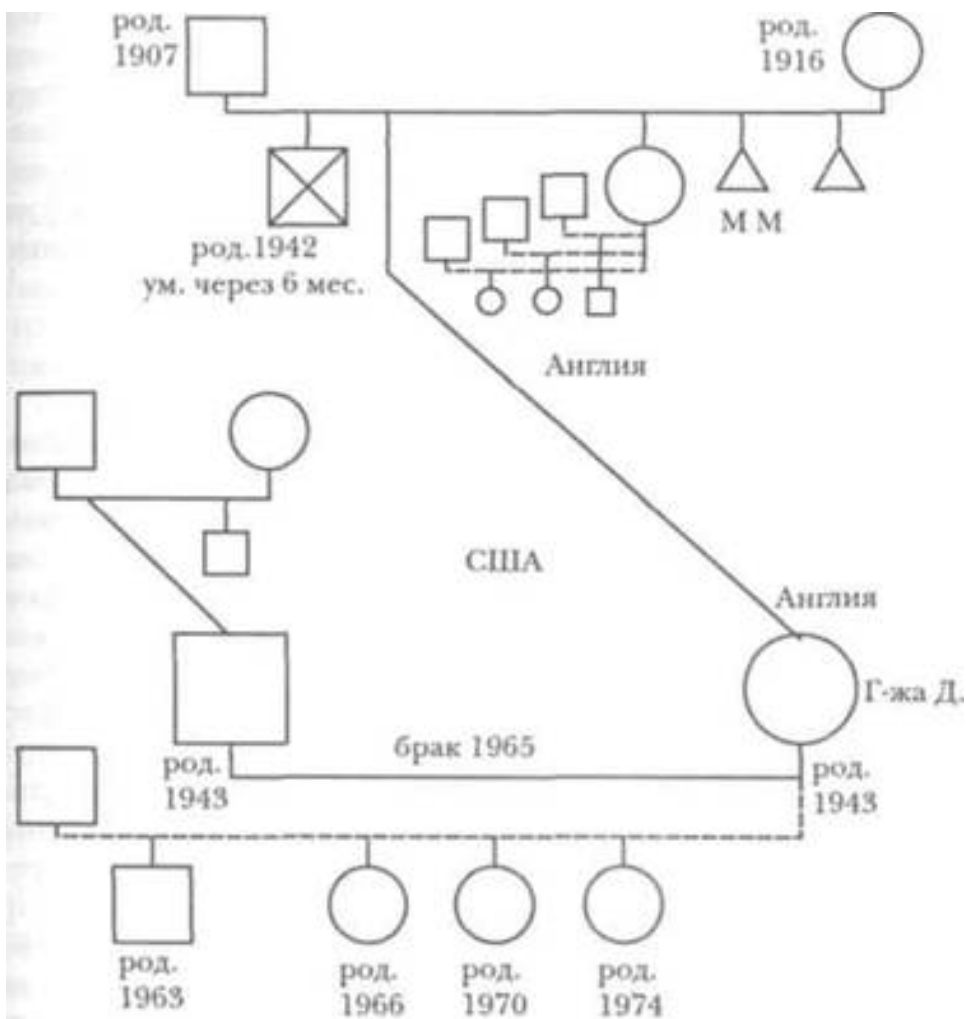 род.
1907
род.
1916
М М
род.1942
ум. через 6 мес.
Англия
США
Англия
Г-жа Д.
брак 1965
род.
1943
род.
1943
род.
1963
род.
1966
род.
1970
род.
1974